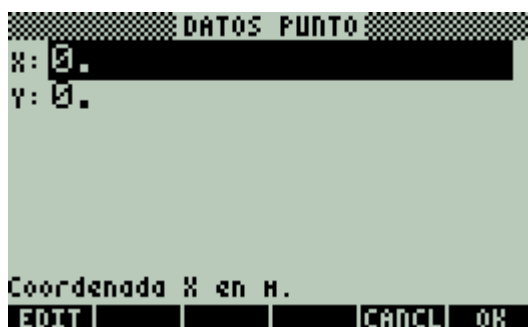 DATOS PUNTO
X: 0.
Y: 0.
Coordenada X en m.
EDIT CANCL OK